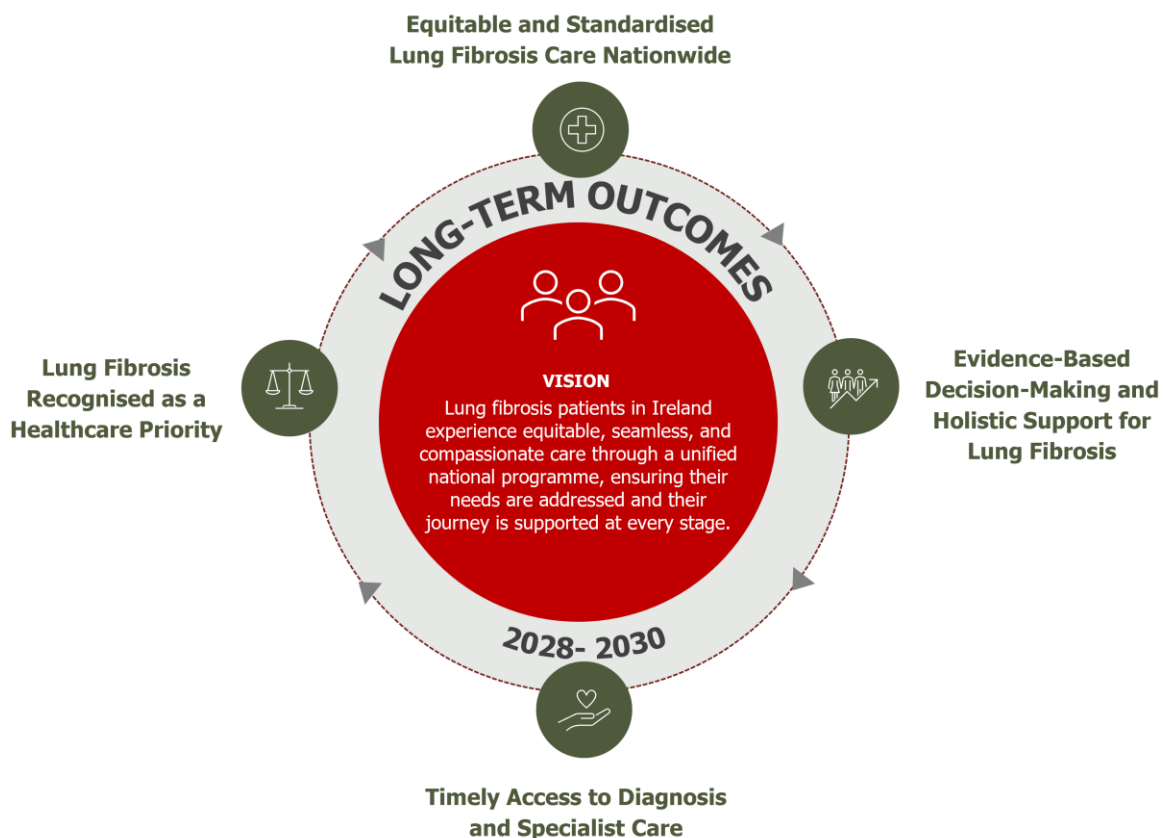 Equitable and Standardised
Lung Fibrosis Care Nationwide
LONG-TERM OUTCOMES
Lung Fibrosis
Recognised as a
Healthcare Priority
VISION
Lung fibrosis patients in Ireland
experience equitable, seamless, and
compassionate care through a unified
national programme, ensuring their
needs are addressed and their
journey is supported at every stage.
Evidence-Based
Decision-Making and
Holistic Support for
Lung Fibrosis
2028- 2030
Timely Access to Diagnosis
and Specialist Care